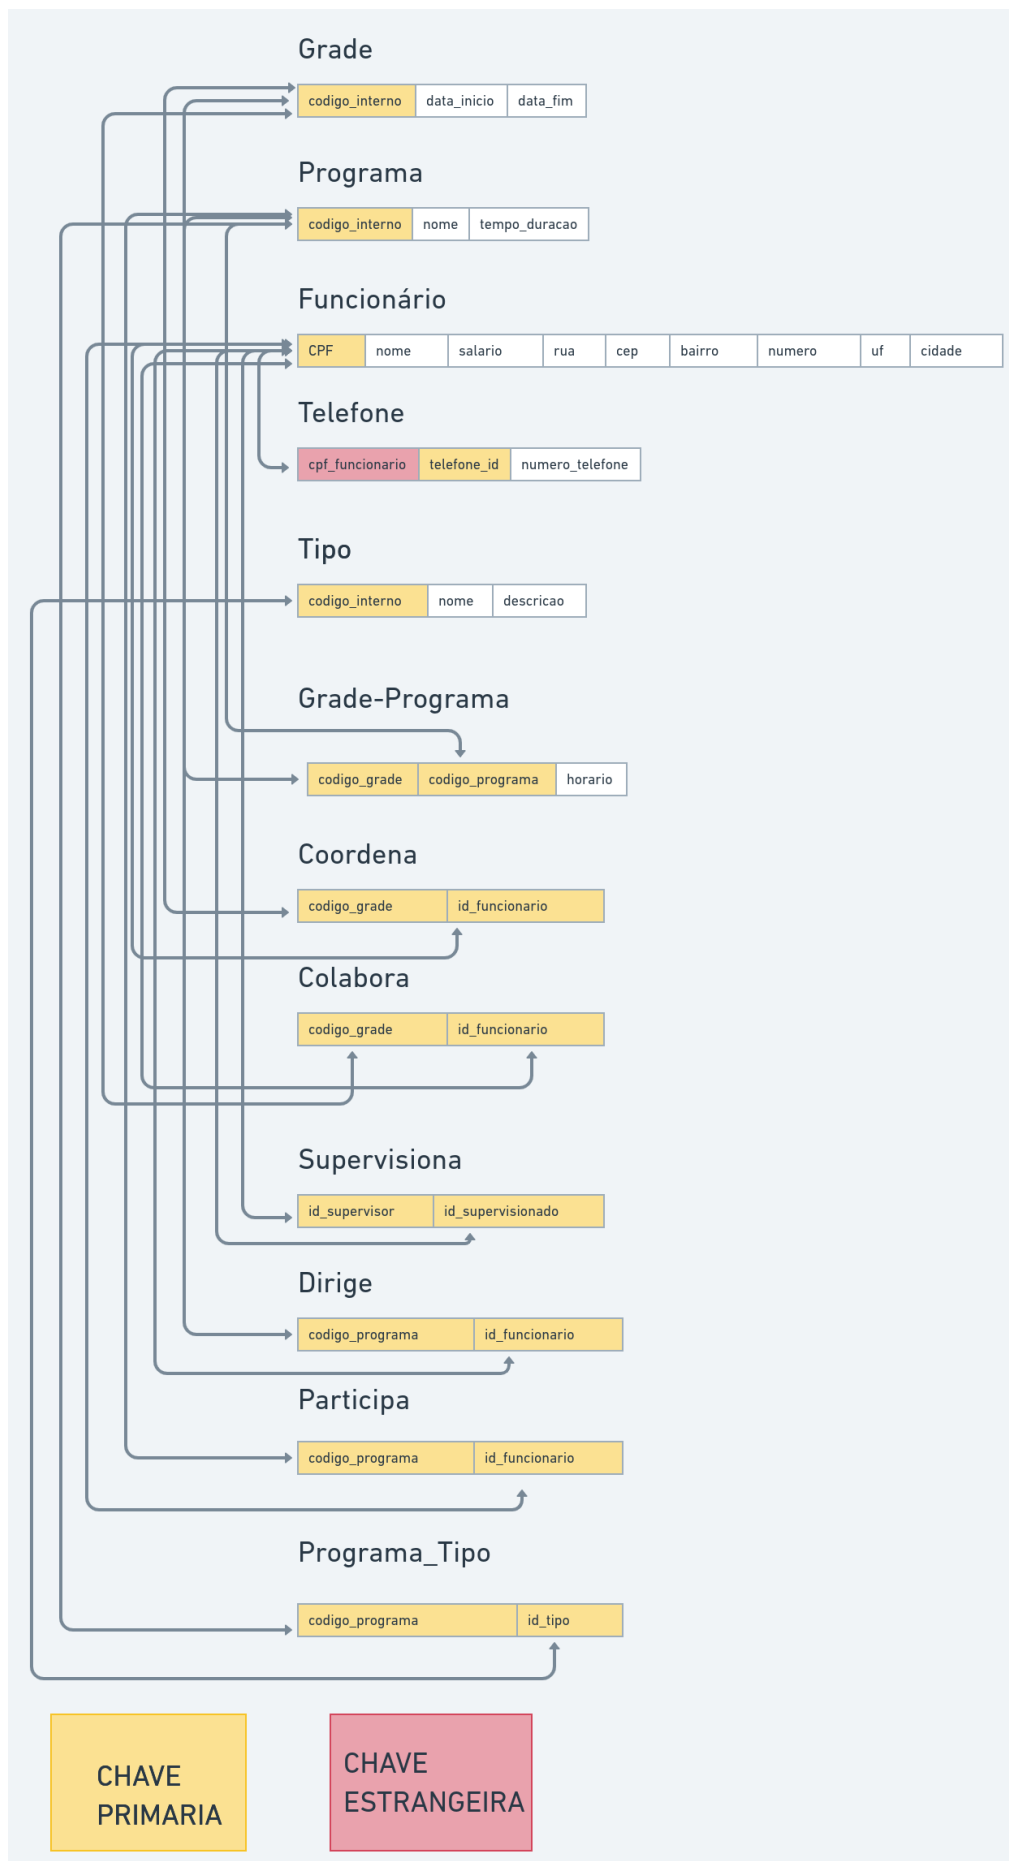 Grade
codigo_interno data_inicio data_fim
Programa
codigo_interno nome tempo_duracao
Funcionário
CPF nome salario rua cep bairro numero uf cidade
Telefone
cpf_funcionario telefone_id numero_telefone
Tipo
codigo_interno nome descricao
Grade-Programa
codigo_grade codigo_programa horario
Coordena
codigo_grade id_funcionario
Colabora
codigo_grade id_funcionario
Supervisiona
id_supervisor id_supervisionado
Dirige
codigo_programa id_funcionario
Participa
codigo_programa id_funcionario
Programa_Tipo
codigo_programa id_tipo
CHAVE
PRIMARIA
CHAVE
ESTRANGEIRA